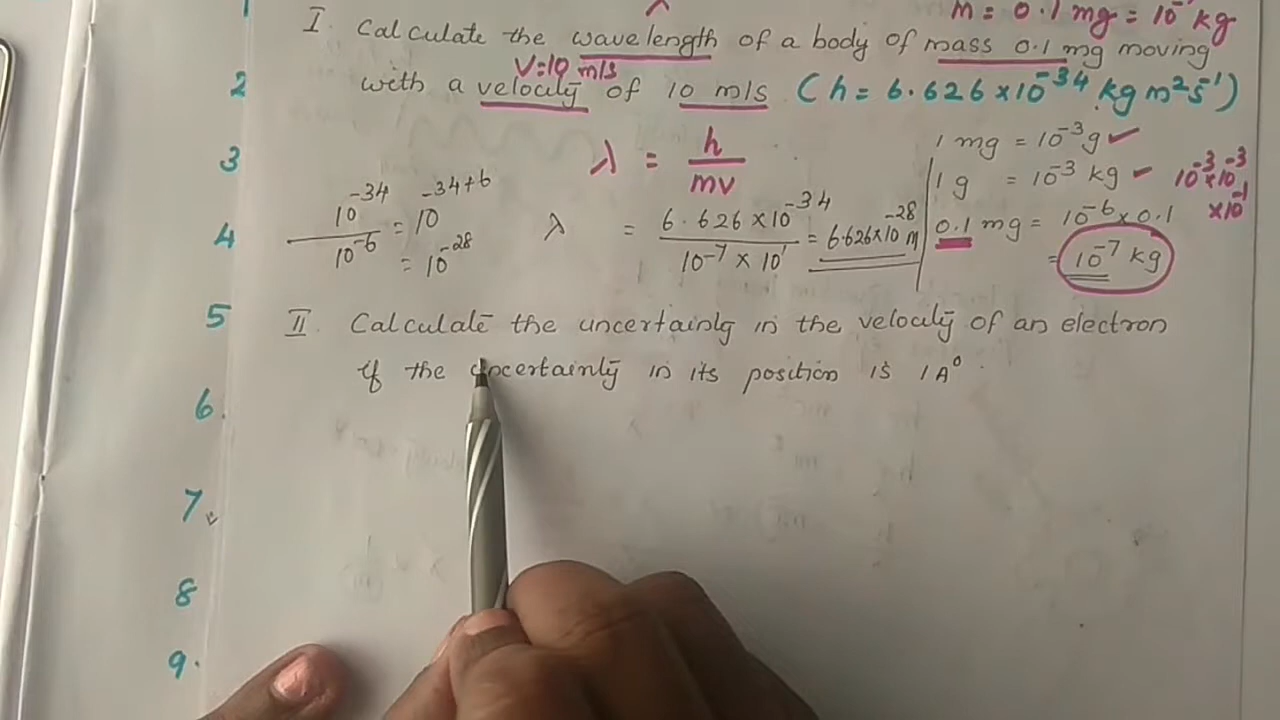 m = 0.1 mg = 10⁻⁷ kg
1
I. Calculate the wavelength of a body of mass 0.1 mg moving
V=10 m/s
2 with a velocity of 10 m/s (h = 6.626×10⁻³⁴ kg m²s⁻¹)
3 λ = h/mv
1 mg = 10⁻³g ✓
1 g = 10⁻³ kg ✓ 10⁻³×10⁻³ ×10⁻¹
4 10⁻³⁴/10⁻⁶ = 10⁻³⁴⁺⁶ = 10⁻²⁸
λ = 6.626×10⁻³⁴/10⁻⁷ × 10¹ = 6.626×10⁻²⁸ m
0.1 mg = 10⁻⁶ × 0.1
= 10⁻⁷ kg
5 II. Calculate the uncertainty in the velocity of an electron
if the uncertainty in its position is 1A⁰.
6.
7.
8
9.